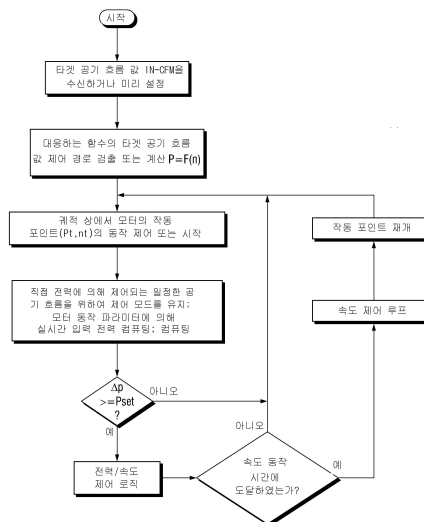 시작
타겟 공기 흐름 값 IN-CFM을
수신하거나 미리 설정
대응하는 함수의 타겟 공기 흐름
값 제어 경로 검출 또는 계산 P=F(n)
궤적 상에서 모터의 작동
포인트(Pt,nt)의 동작 제어 또는 시작
작동 포인트 재개
직접 전력에 의해 제어되는 일정한 공
기 흐름을 위하여 제어 모드를 유지:
모터 동작 파라미터에 의해
실시간 입력 전력 컴퓨팅; 컴퓨팅
속도 제어 루프
Δp
>=Pset
?
아니오
예
아니오
전력/속도
제어 로직
속도 동작
시간에
도달하였는가?
예